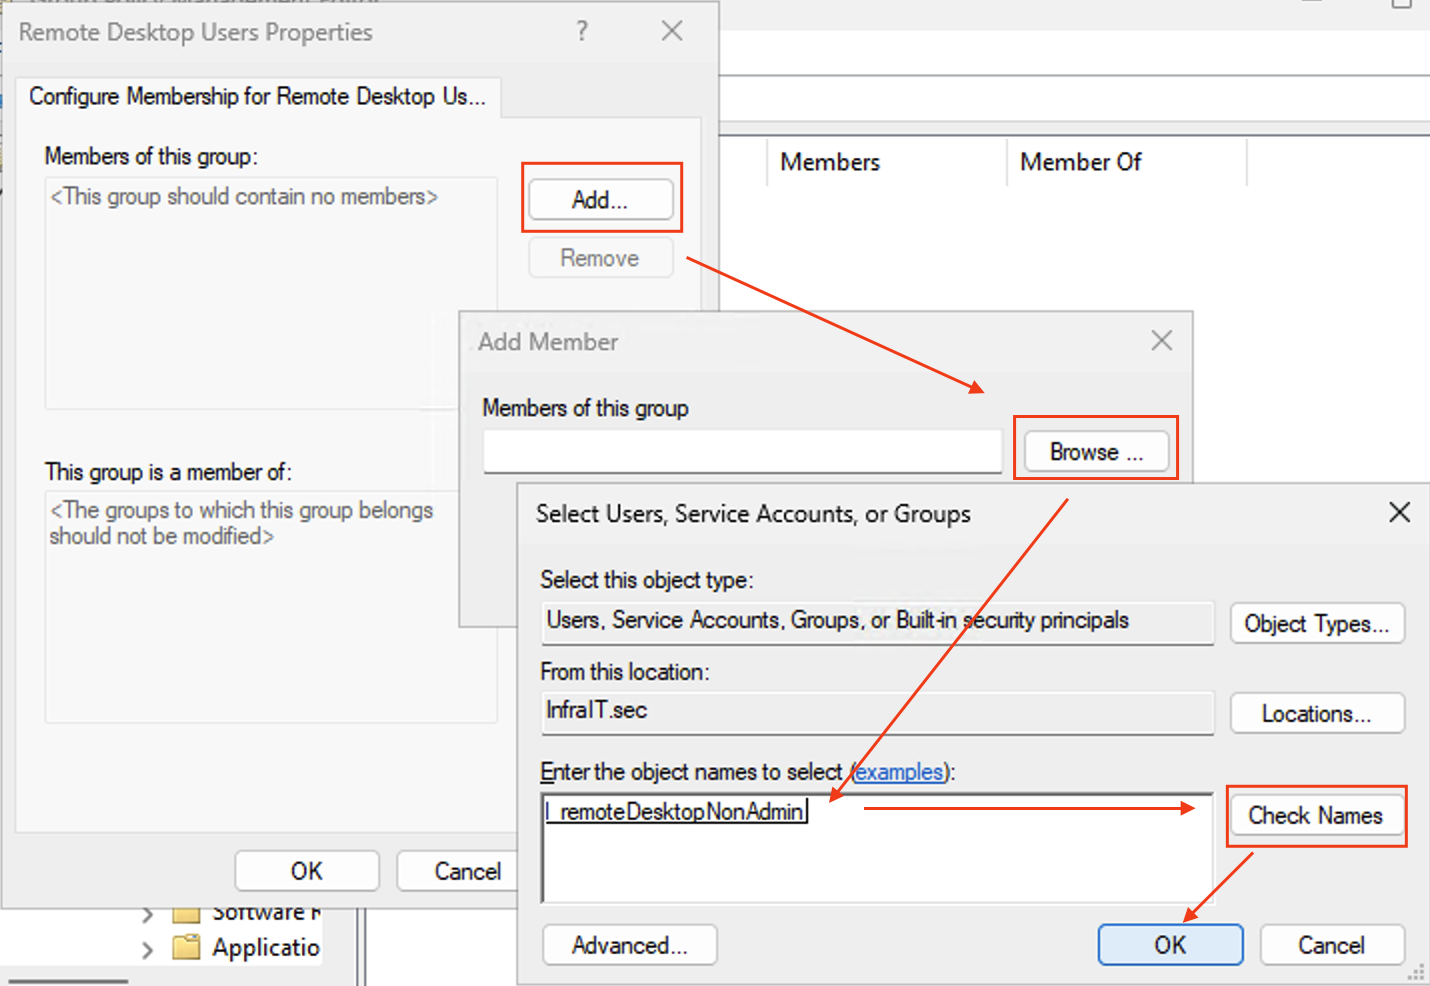 Group Policy Management Editor
Remote Desktop Users Properties
?
Configure Membership for Remote Desktop Us...
Members of this group:
<This group should contain no members>
Add...
Remove
Members
Member Of
Add Member
Members of this group
Browse ...
This group is a member of:
<The groups to which this group belongs
should not be modified>
Select Users, Service Accounts, or Groups
Select this object type:
Users, Service Accounts, Groups, or Built-in security principals
Object Types...
From this location:
InfraIT.sec
Locations...
Enter the object names to select (examples):
l_remoteDesktopNonAdmin
Check Names
OK
Cancel
Software R
Applicatio
Advanced...
OK
Cancel